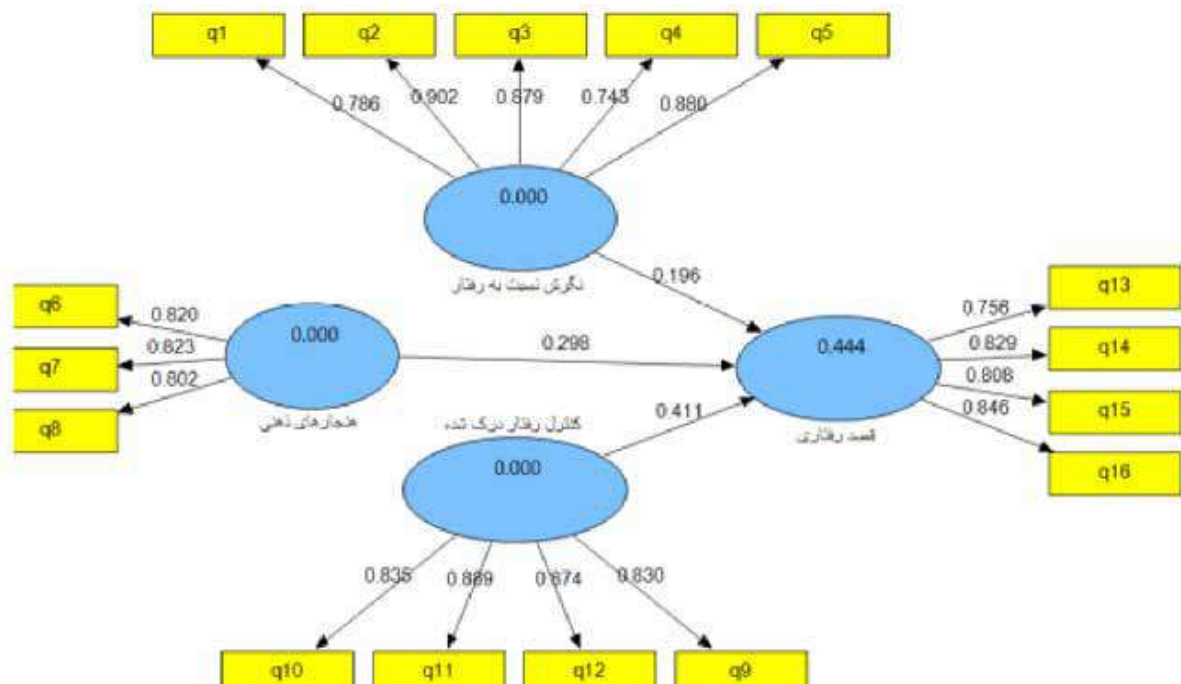 q1 q2 q3 q4 q5
0.786 0.902 0.879 0.743 0.880
0.000
نگرش نسبت به رفتار
0.196
q6
0.820
q7
0.823
q8
0.802
0.000
هنجارهای ذهنی
0.298
کنترل رفتار درک شده
0.000
0.411
0.444
قصد رفتاری
0.756
q13
0.829
q14
0.808
q15
0.846
q16
0.835 0.889 0.874 0.830
q10 q11 q12 q9